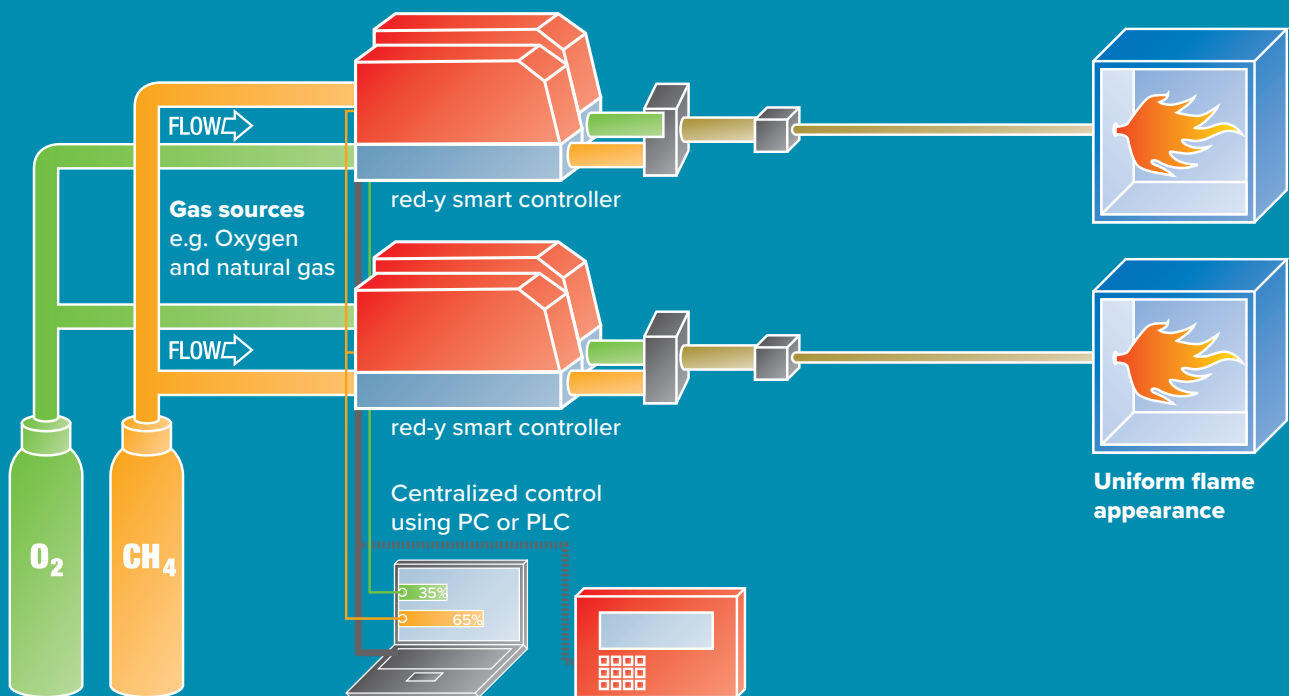 FLOW
red-y smart controller
Gas sources
e.g. Oxygen
and natural gas
FLOW
red-y smart controller
Uniform flame
appearance
Centralized control
using PC or PLC
O₂
CH₄
35%
65%